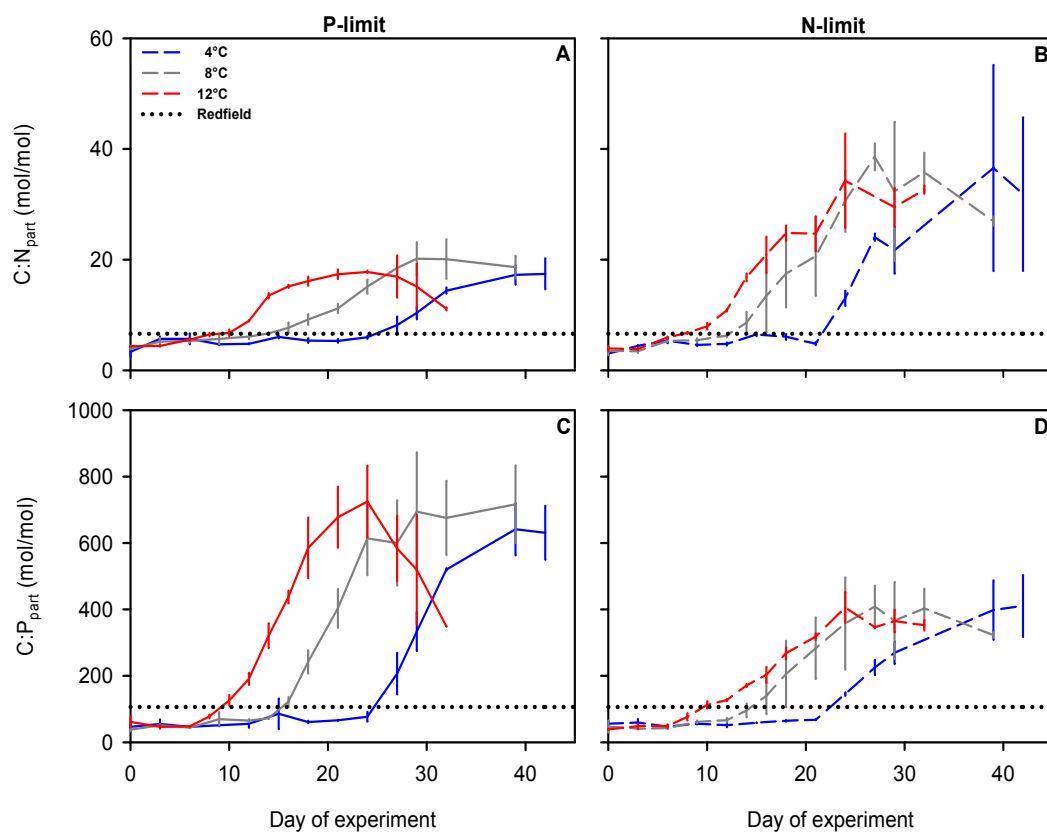 P-limit
N-limit
60
40
20
0
C:Npart (mol/mol)
4°C
8°C
12°C
Redfield
A
B
1000
800
600
400
200
0
C:Ppart (mol/mol)
C
D
0 10 20 30 40
0 10 20 30 40
Day of experiment
Day of experiment